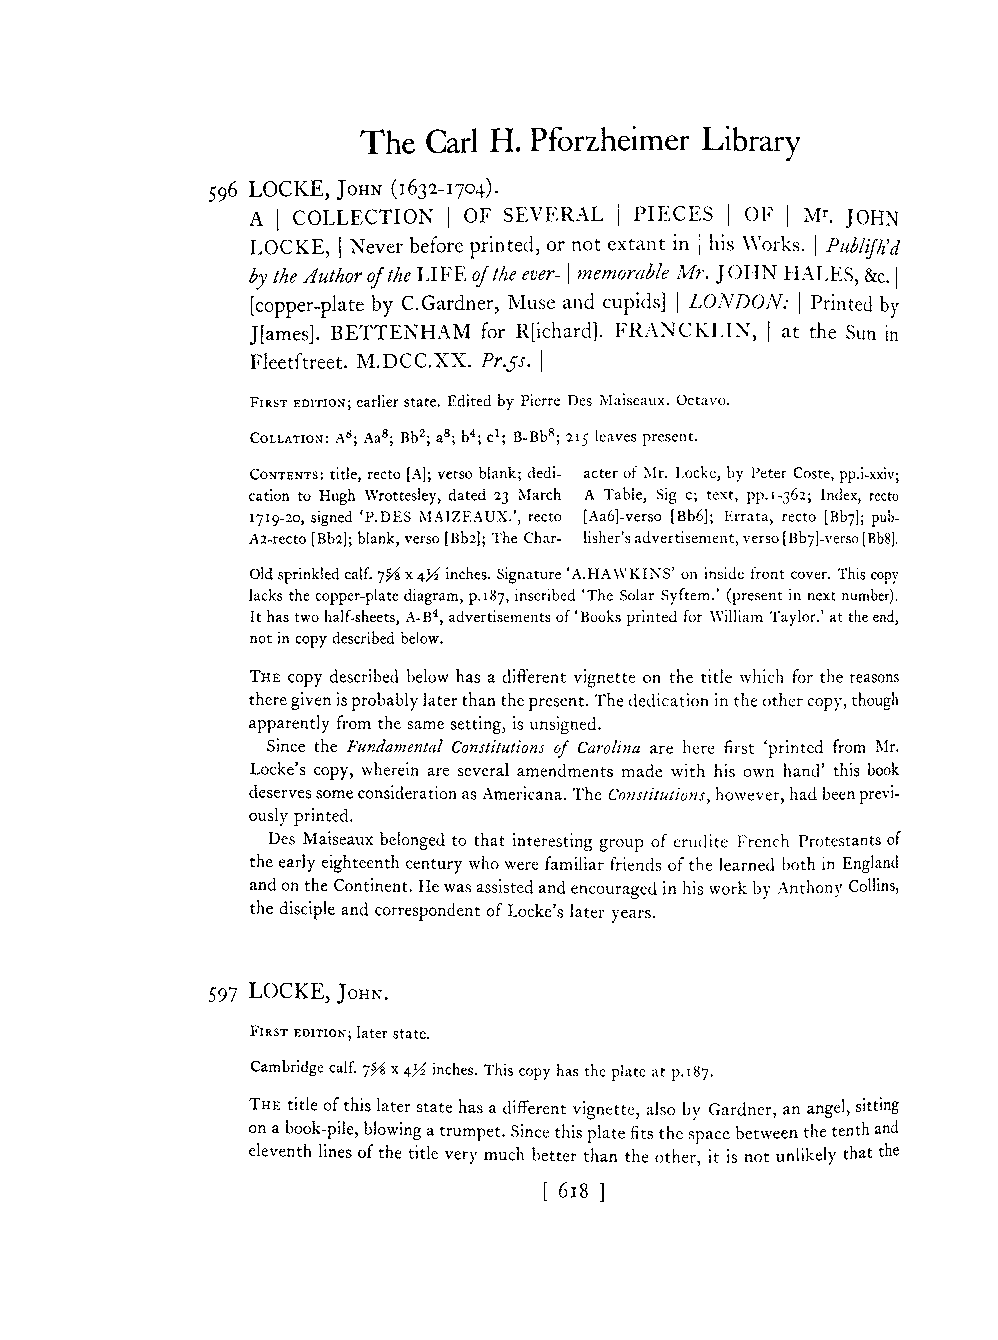 The Carl H. Pforzheimer Library
596 LOCKE, JOHN (1632-1704).
A | COLLECTION | OF SEVERAL | PIECES | OF | Mr. JOHN
LOCKE, | Never before printed, or not extant in | his Works. | Publiſh'd
by the Author of the LIFE of the ever- | memorable Mr. JOHN HALES, &c. |
[copper-plate by C.Gardner, Muse and cupids] | LONDON: | Printed by
J[ames]. BETTENHAM for R[ichard]. FRANCKLIN, | at the Sun in
Fleetſtreet. M.DCC.XX. Pr.5s. |
FIRST EDITION; earlier state. Edited by Pierre Des Maiseaux. Octavo.
COLLATION: A⁸; Aa⁸; Bb²; a⁸; b⁴; c¹; B-Bb⁸; 215 leaves present.
CONTENTS: title, recto [A]; verso blank; dedi-
cation to Hugh Wrottesley, dated 23 March
1719-20, signed 'P.DES MAIZEAUX.', recto
A2-recto [Bb2]; blank, verso [Bb2]; The Char-
acter of Mr. Locke, by Peter Coste, pp.i-xxiv;
A Table, Sig c; text, pp.1-362; Index, recto
[Aa6]-verso [Bb6]; Errata, recto [Bb7]; pub-
lisher's advertisement, verso [Bb7]-verso [Bb8].
Old sprinkled calf. 7⅝ x 4½ inches. Signature 'A.HAWKINS' on inside front cover. This copy
lacks the copper-plate diagram, p.187, inscribed 'The Solar Syſtem.' (present in next number).
It has two half-sheets, A-B⁴, advertisements of 'Books printed for William Taylor.' at the end,
not in copy described below.
THE copy described below has a different vignette on the title which for the reasons
there given is probably later than the present. The dedication in the other copy, though
apparently from the same setting, is unsigned.
Since the Fundamental Constitutions of Carolina are here first 'printed from Mr.
Locke's copy, wherein are several amendments made with his own hand' this book
deserves some consideration as Americana. The Constitutions, however, had been previ-
ously printed.
Des Maiseaux belonged to that interesting group of erudite French Protestants of
the early eighteenth century who were familiar friends of the learned both in England
and on the Continent. He was assisted and encouraged in his work by Anthony Collins,
the disciple and correspondent of Locke's later years.
597 LOCKE, JOHN.
FIRST EDITION; later state.
Cambridge calf. 7⅝ x 4½ inches. This copy has the plate at p.187.
THE title of this later state has a different vignette, also by Gardner, an angel, sitting
on a book-pile, blowing a trumpet. Since this plate fits the space between the tenth and
eleventh lines of the title very much better than the other, it is not unlikely that the
[ 618 ]